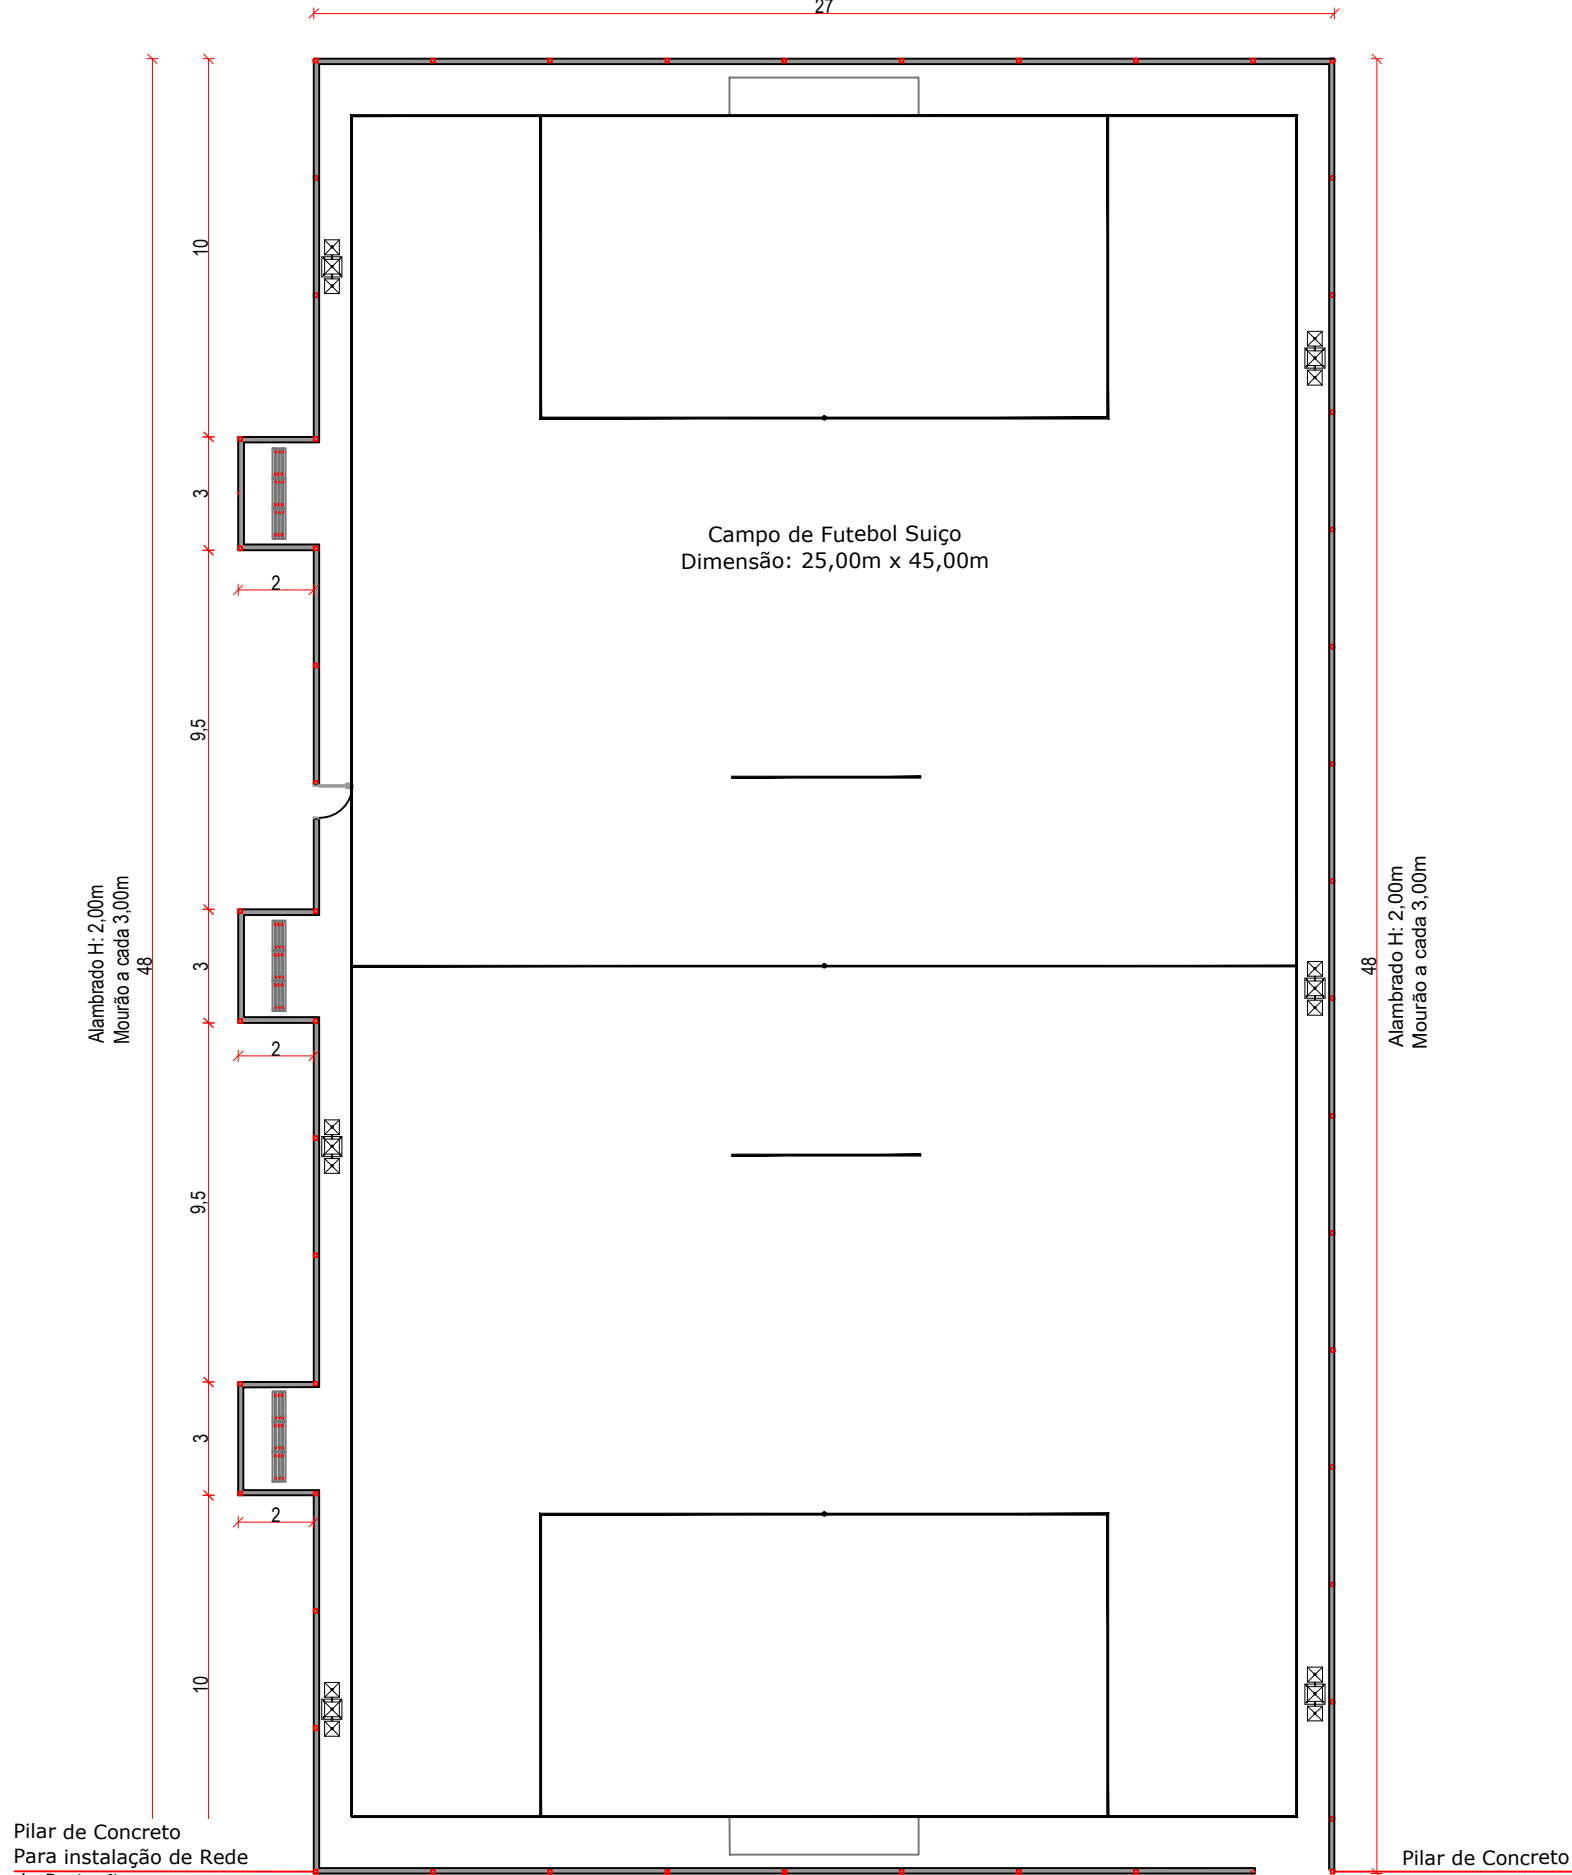 27
10
3
Campo de Futebol Suiço
Dimensão: 25,00m x 45,00m
2
9,5
Alambrado H: 2,00m
Mourão a cada 3,00m
48
3
48
Alambrado H: 2,00m
Mourão a cada 3,00m
2
9,5
3
2
10
Pilar de Concreto
Para instalação de Rede
Pilar de Concreto